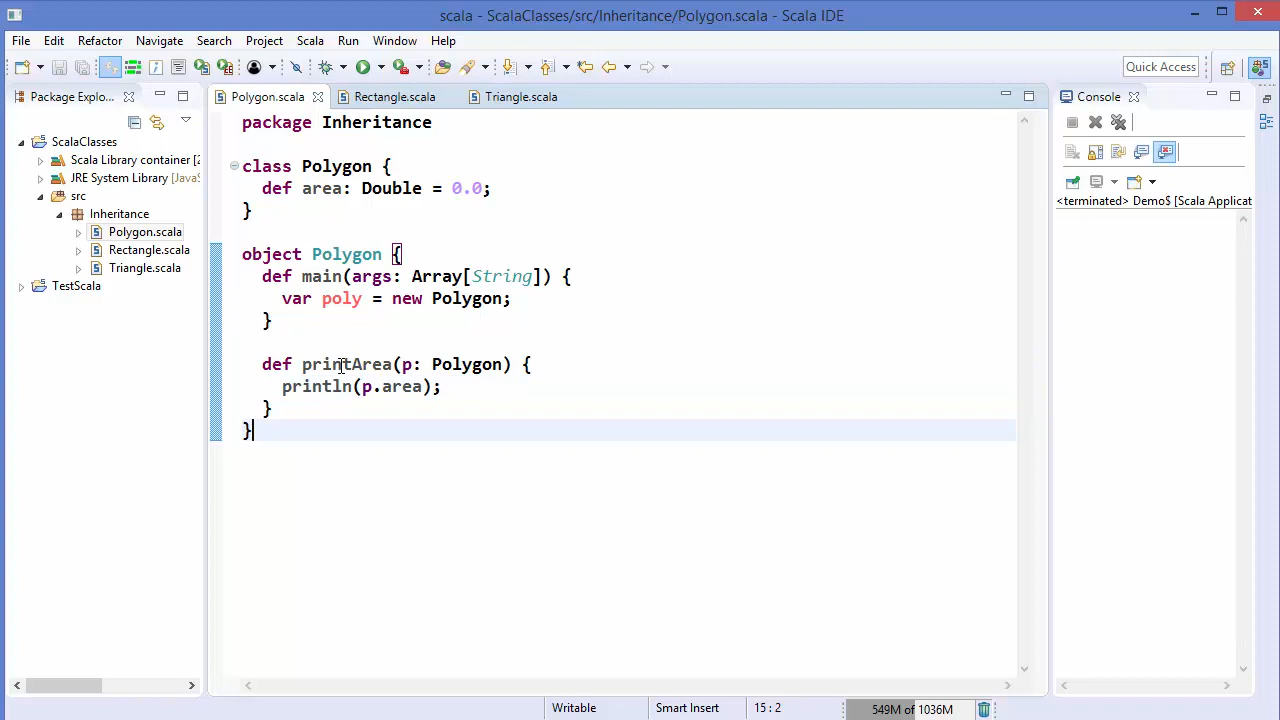 scala - ScalaClasses/src/Inheritance/Polygon.scala - Scala IDE
File Edit Refactor Navigate Search Project Scala Run Window Help
Quick Access
Package Explo...
Polygon.scala
Rectangle.scala
Triangle.scala
Console
ScalaClasses
Scala Library container [2
JRE System Library [JavaS
src
Inheritance
Polygon.scala
Rectangle.scala
Triangle.scala
TestScala
package Inheritance
class Polygon {
def area: Double = 0.0;
}
object Polygon {
def main(args: Array[String]) {
var poly = new Polygon;
}
def printArea(p: Polygon) {
println(p.area);
}
}
<terminated> Demo$ [Scala Applicat
Writable
Smart Insert
15 : 2
549M of 1036M